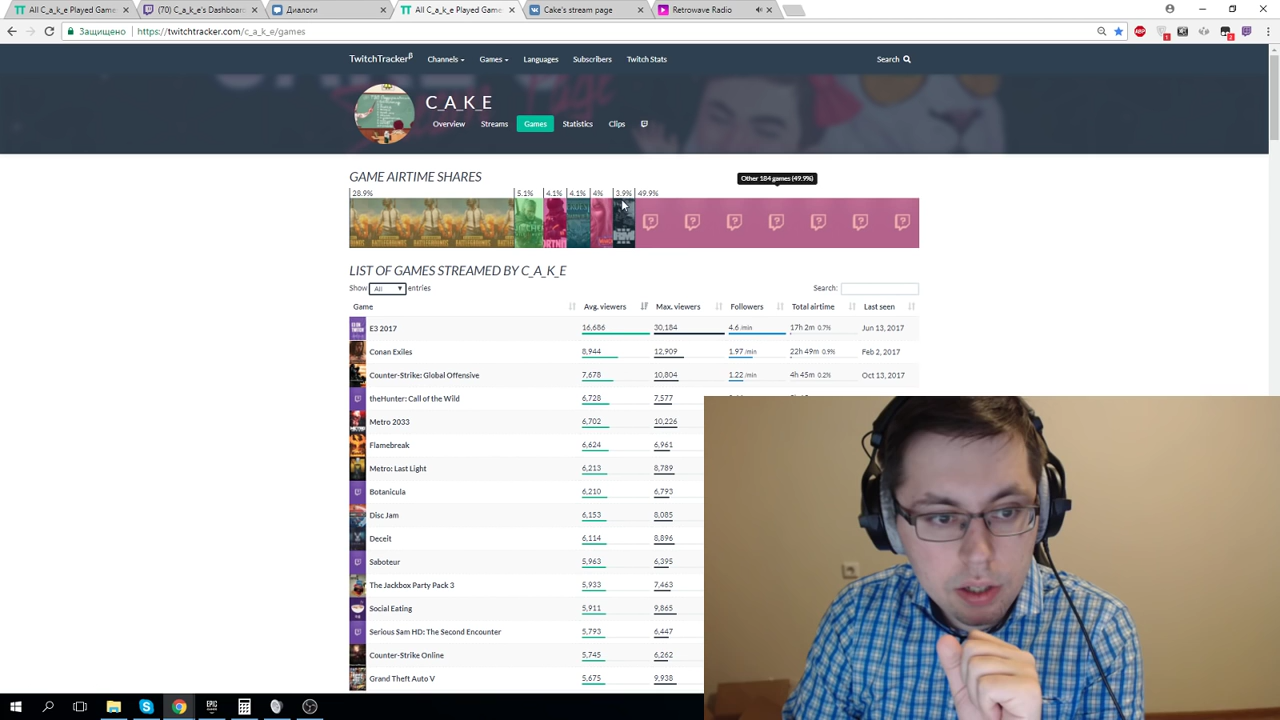 All C_a_k_e Played Game
(70) C_a_k_e's Dashboard
Диалоги
All C_a_k_e Played Game
Cake's stream page
Retrowave Radio
Защищено
https://twitchtracker.com/c_a_k_e/games
TwitchTracker β
Channels
Games
Languages
Subscribers
Twitch Stats
Search
C_A_K_E
Overview
Streams
Games
Statistics
Clips
GAME AIRTIME SHARES
Other 184 games (49.9%)
28.9% 5.1% 4.1% 4.1% 4% 3.9% 49.9%
LIST OF GAMES STREAMED BY C_A_K_E
Show All entries
Search:
Game Avg. viewers Max. viewers Followers Total airtime Last seen
E3 2017 16,686 30,184 4.6 /min 17h 2m 0.7% Jun 13, 2017
Conan Exiles 8,944 12,909 1.97 /min 22h 49m 0.9% Feb 2, 2017
Counter-Strike: Global Offensive 7,678 10,804 1.22 /min 4h 45m 0.2% Oct 13, 2017
theHunter: Call of the Wild 6,728 7,577
Metro 2033 6,702 10,226
Flamebreak 6,624 6,961
Metro: Last Light 6,213 8,789
Botanicula 6,210 6,793
Disc Jam 6,153 8,085
Deceit 6,114 8,896
Saboteur 5,963 6,395
The Jackbox Party Pack 3 5,933 7,463
Social Eating 5,911 9,865
Serious Sam HD: The Second Encounter 5,793 6,447
Counter-Strike Online 5,745 6,262
Grand Theft Auto V 5,675 9,938